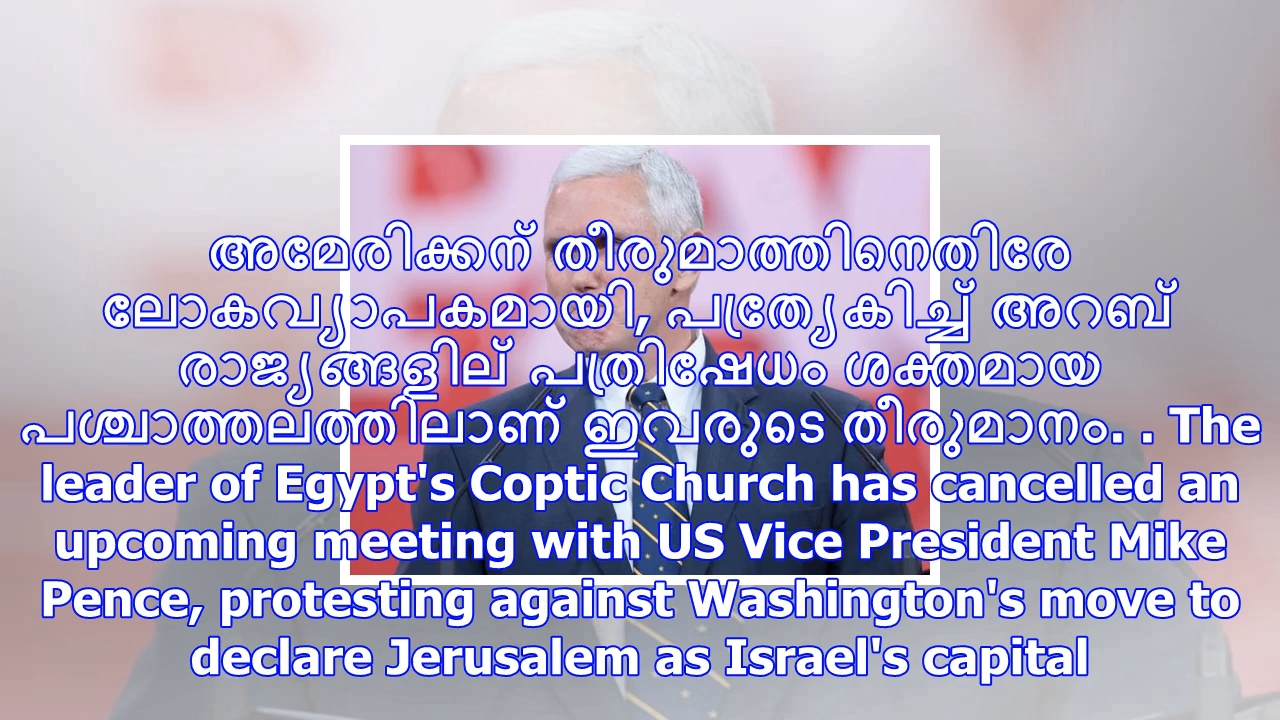 അമേരിക്കന് തീരുമാത്തിനെതിരേ
ലോകവ്യാപകമായി, പ്രത്യേകിച്ച് അറബ്
രാജ്യങ്ങളില് പ്രതിഷേധം ശക്തമായ
പശ്ചാത്തലത്തിലാണ് ഇവരുടെ തീരുമാനം. . The
leader of Egypt's Coptic Church has cancelled an
upcoming meeting with US Vice President Mike
Pence, protesting against Washington's move to
declare Jerusalem as Israel's capital